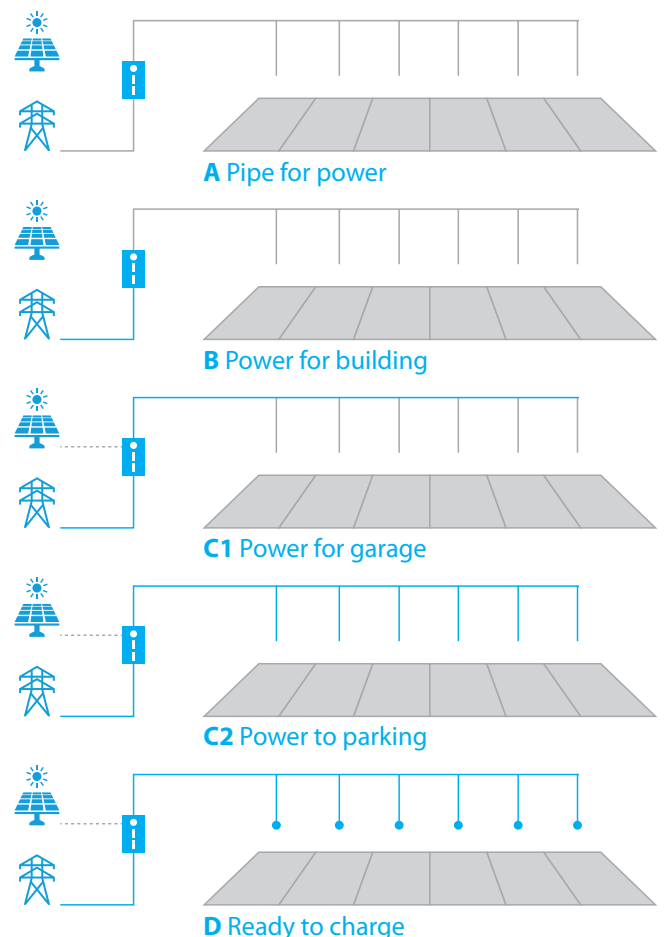 A Pipe for power
B Power for building
C1 Power for garage
C2 Power to parking
D Ready to charge